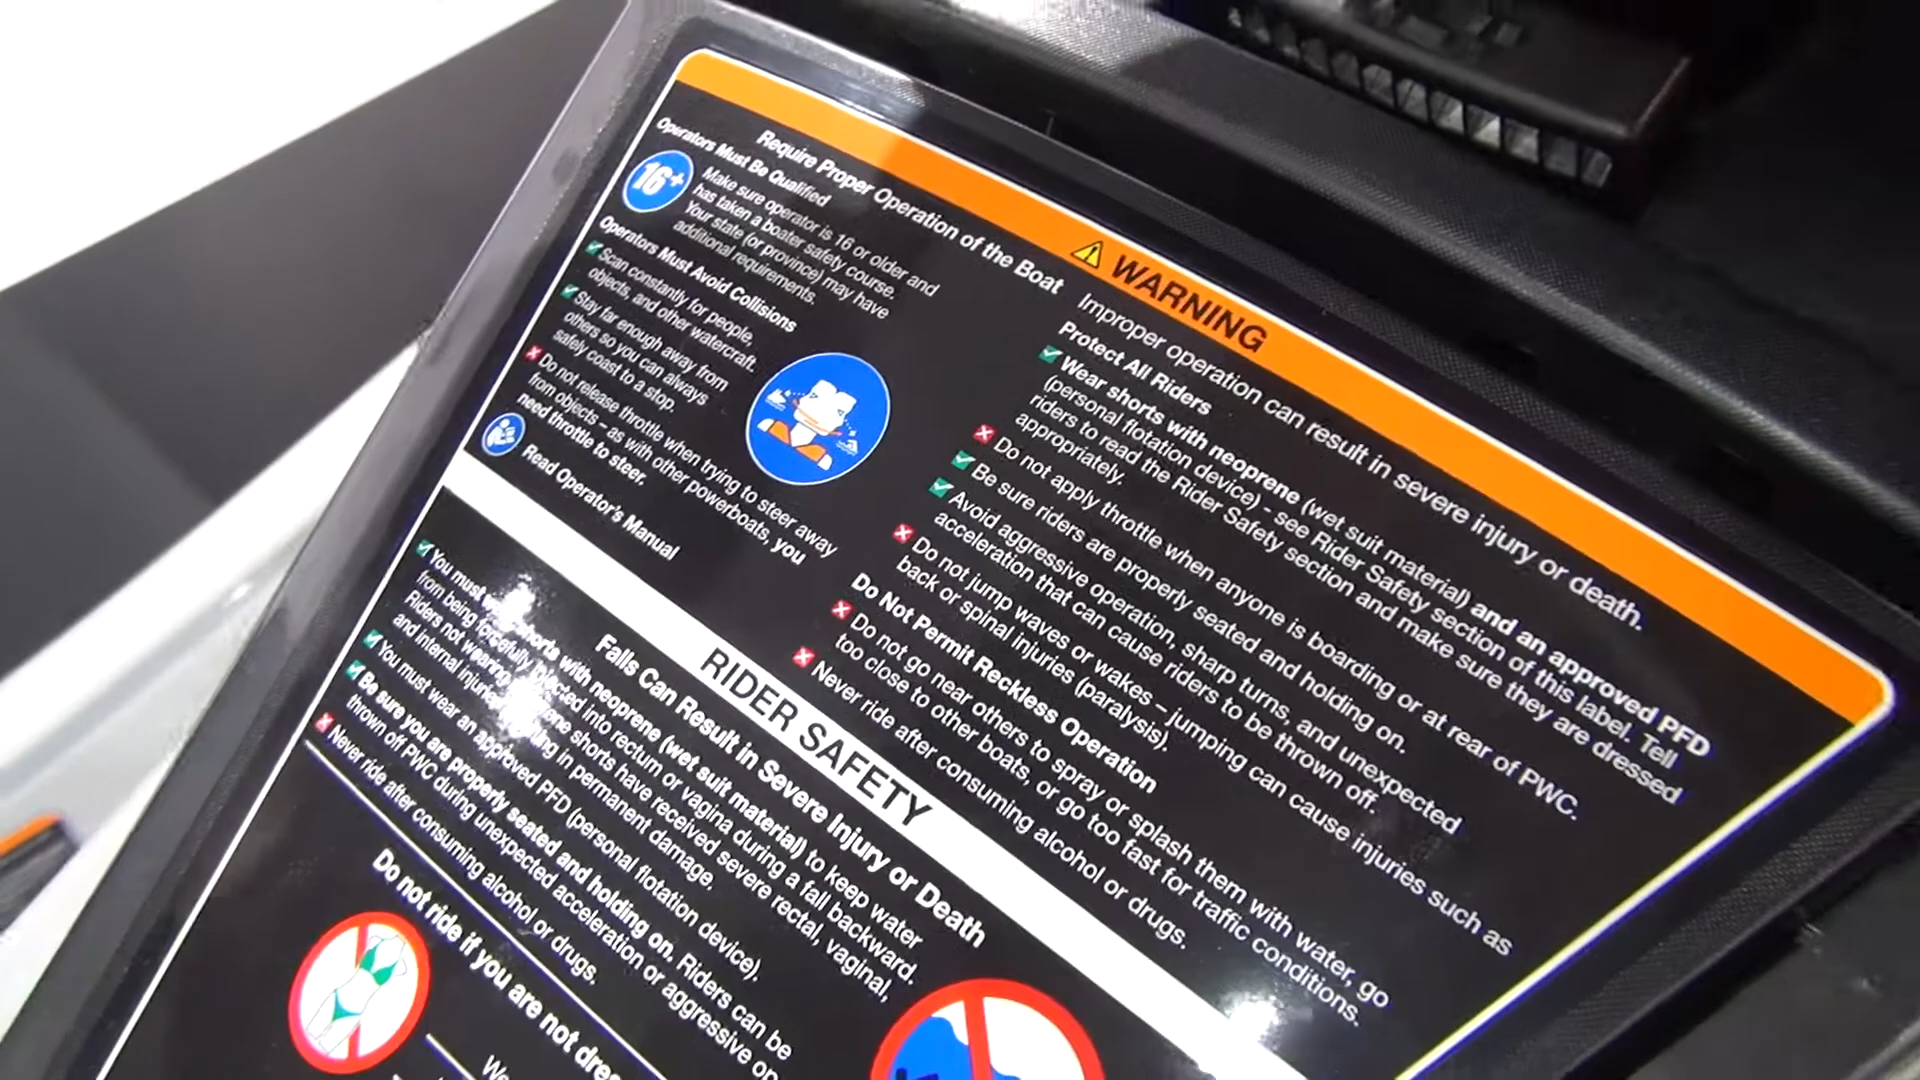 ⚠ WARNING
Improper operation can result in severe injury or death.
Require Proper Operation of the Boat
Operators Must Be Qualified
16+
Make sure operator is 16 or older and
has taken a boater safety course.
Your state (or province) may have
additional requirements.
Operators Must Avoid Collisions
Scan constantly for people,
objects, and other watercraft.
Stay far enough away from
others so you can always
safely coast to a stop.
Do not release throttle when trying to steer away
from objects – as with other powerboats, you
need throttle to steer.
Read Operator's Manual
Protect All Riders
Wear shorts with neoprene (wet suit material) and an approved PFD
(personal flotation device) - see Rider Safety section of this label. Tell
riders to read the Rider Safety section and make sure they are dressed
appropriately.
Do not apply throttle when anyone is boarding or at rear of PWC.
Be sure riders are properly seated and holding on.
Avoid aggressive operation, sharp turns, and unexpected
acceleration that can cause riders to be thrown off.
Do not jump waves or wakes – jumping can cause injuries such as
back or spinal injuries (paralysis).
Do Not Permit Reckless Operation
Do not go near others to spray or splash them with water, go
too close to other boats, or go too fast for traffic conditions.
Never ride after consuming alcohol or drugs.
RIDER SAFETY
Falls Can Result in Severe Injury or Death
You must shorts with neoprene (wet suit material) to keep water
from being forcefully into rectum or vagina during a fall backward.
Riders not wearing shorts have received severe rectal, vaginal,
and internal in permanent damage.
You must wear an approved PFD (personal flotation device).
Be sure you are properly seated and holding on. Riders can be
thrown off PWC during unexpected acceleration or aggressive
Never ride after consuming alcohol or drugs.
Do not ride if you are not